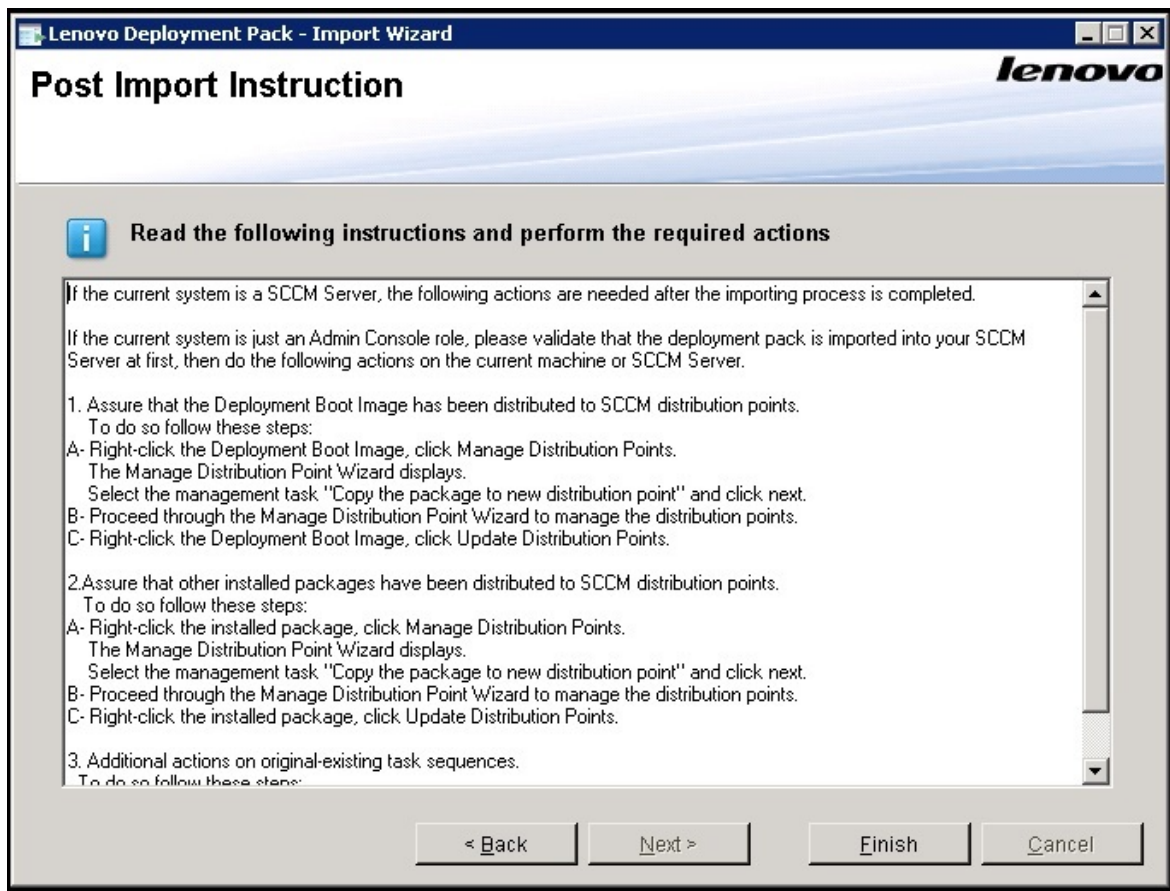 Lenovo Deployment Pack - Import Wizard
Post Import Instruction
lenovo
i
Read the following instructions and perform the required actions
If the current system is a SCCM Server, the following actions are needed after the importing process is completed.
If the current system is just an Admin Console role, please validate that the deployment pack is imported into your SCCM
Server at first, then do the following actions on the current machine or SCCM Server.
1. Assure that the Deployment Boot Image has been distributed to SCCM distribution points.
To do so follow these steps:
A- Right-click the Deployment Boot Image, click Manage Distribution Points.
The Manage Distribution Point Wizard displays.
Select the management task "Copy the package to new distribution point" and click next.
B- Proceed through the Manage Distribution Point Wizard to manage the distribution points.
C- Right-click the Deployment Boot Image, click Update Distribution Points.
2.Assure that other installed packages have been distributed to SCCM distribution points.
To do so follow these steps:
A- Right-click the installed package, click Manage Distribution Points.
The Manage Distribution Point Wizard displays.
Select the management task "Copy the package to new distribution point" and click next.
B- Proceed through the Manage Distribution Point Wizard to manage the distribution points.
C- Right-click the installed package, click Update Distribution Points.
3. Additional actions on original-existing task sequences.
To do so follow these steps:
< Back Next > Finish Cancel